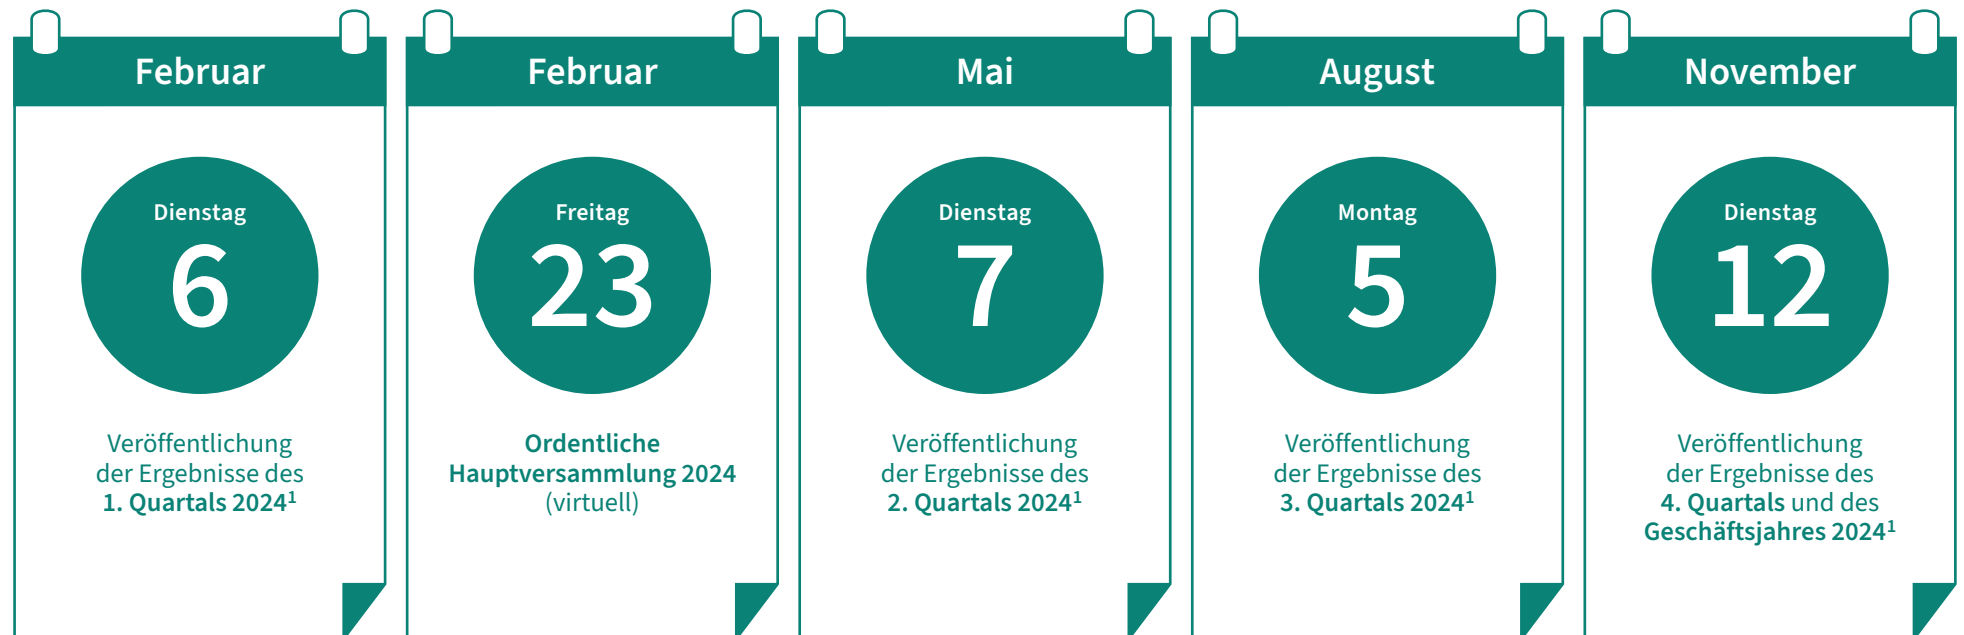 Februar
Dienstag
6
Veröffentlichung
der Ergebnisse des
1. Quartals 2024¹
Februar
Freitag
23
Ordentliche
Hauptversammlung 2024
(virtuell)
Mai
Dienstag
7
Veröffentlichung
der Ergebnisse des
2. Quartals 2024¹
August
Montag
5
Veröffentlichung
der Ergebnisse des
3. Quartals 2024¹
November
Dienstag
12
Veröffentlichung
der Ergebnisse des
4. Quartals und des
Geschäftsjahres 2024¹